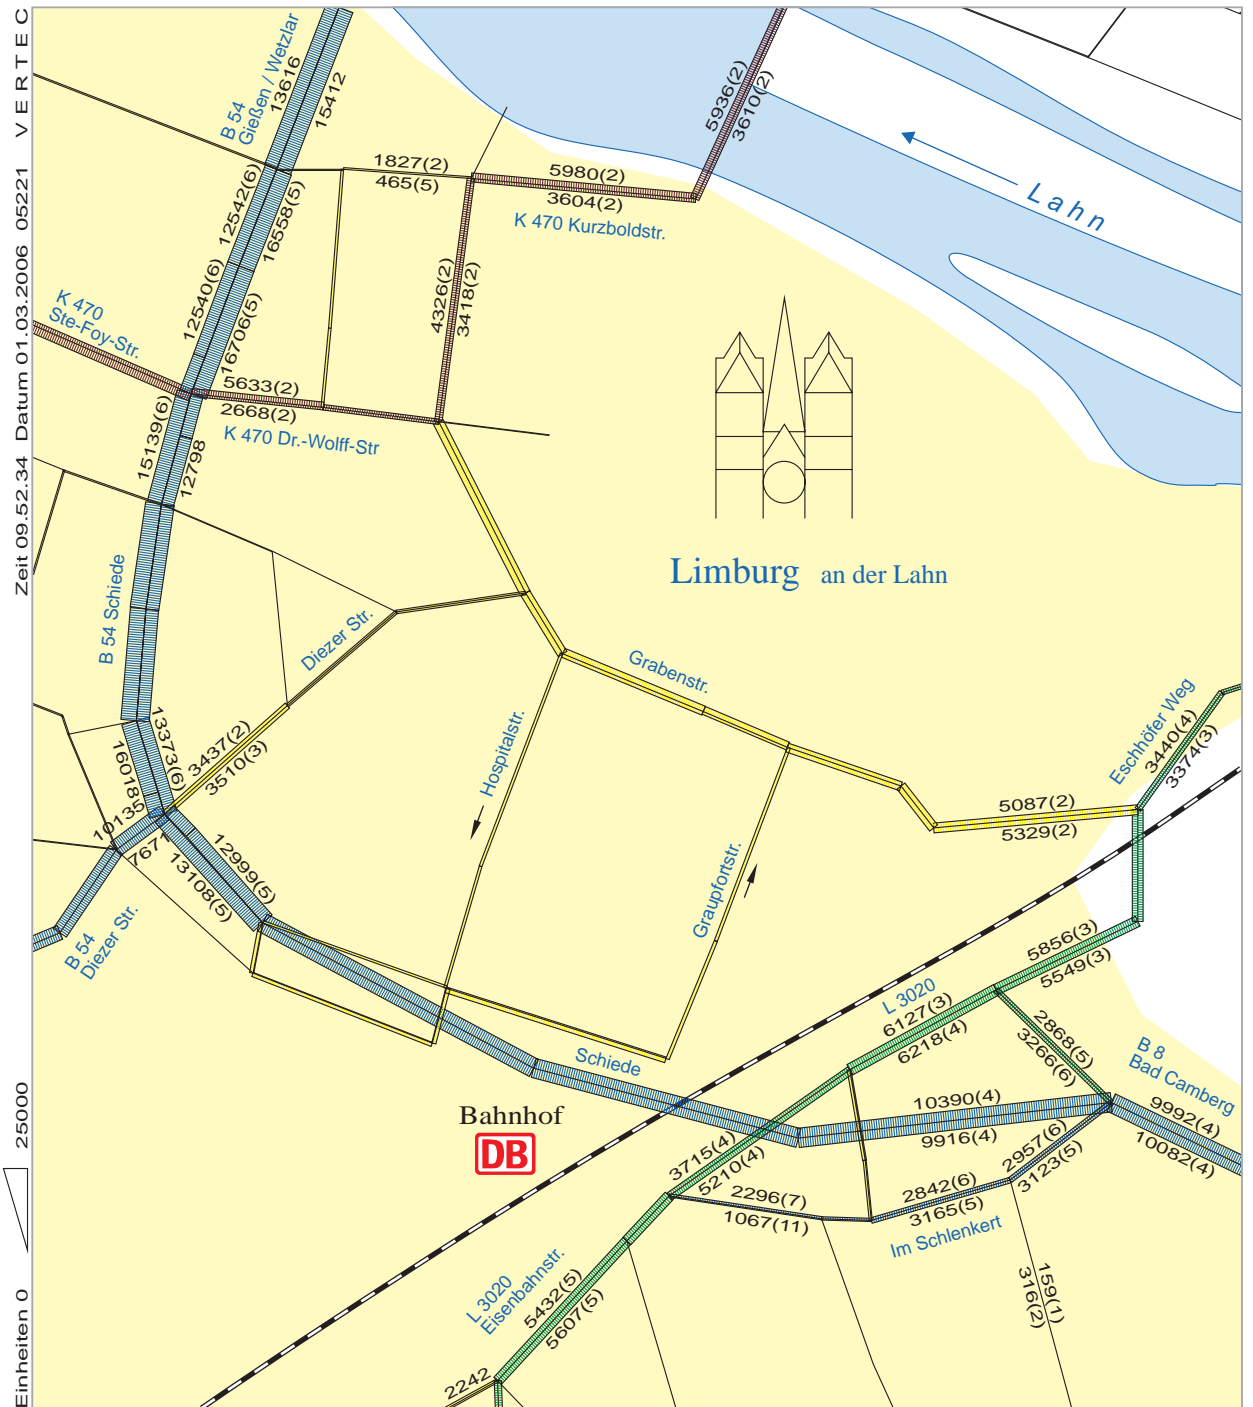 Zeit 09.52.34 Datum 01.03.2006 05221 VERTEC
Einheiten 0 25000
B 54
Gießen / Wetzlar
13616
15412
5936(2)
3610(2)
1827(2)
465(5)
5980(2)
3604(2)
K 470 Kurzboldstr.
Lahn
12542(6)
16558(5)
12540(6)
16706(5)
4326(2)
3418(2)
K 470
Ste-Foy-Str.
5633(2)
2668(2)
K 470 Dr.-Wolff-Str
15139(6)
12798
Limburg an der Lahn
B 54 Schiede
Diezer Str.
Grabenstr.
Hospitalstr.
Eschhöfer Weg
3440(4)
3374(3)
13373(6)
16018
3437(2)
3510(3)
5087(2)
5329(2)
10135
7671
12999(5)
13108(5)
Graupfortstr.
B 54
Diezer Str.
5856(3)
5549(3)
L 3020
6127(3)
6218(4)
2868(5)
3266(6)
B 8
Bad Camberg
Schiede
Bahnhof
DB
10390(4)
9916(4)
9992(4)
10082(4)
3715(4)
5210(4)
2957(6)
3123(5)
2296(7)
1067(11)
2842(6)
3165(5)
Im Schlenkert
L 3020
Eisenbahnstr.
5432(5)
5607(5)
159(1)
316(2)
2242